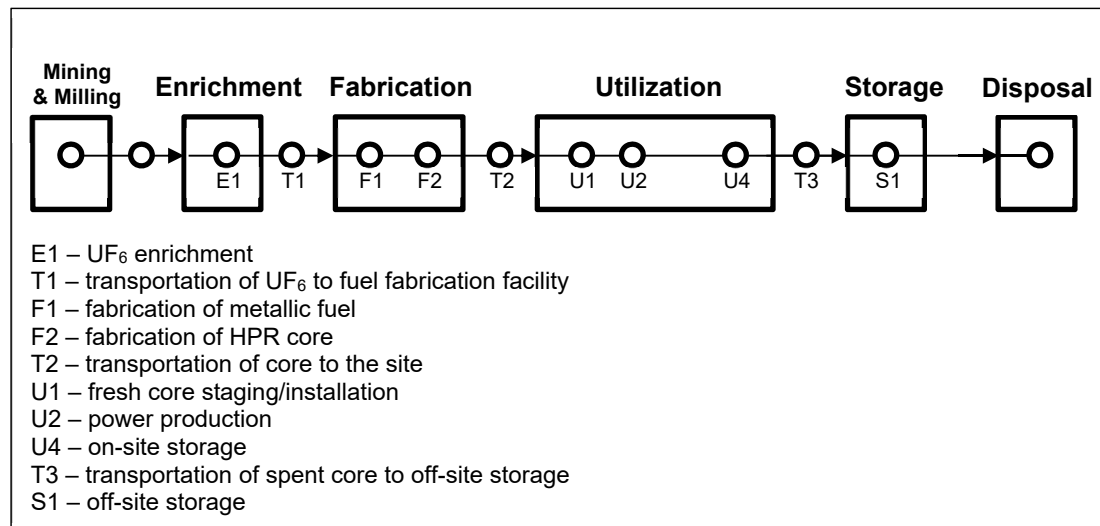 Mining
& Milling
Enrichment
Fabrication
Utilization
Storage
Disposal
E1
T1
F1
F2
T2
U1
U2
U4
T3
S1
E1 – UF₆ enrichment
T1 – transportation of UF₆ to fuel fabrication facility
F1 – fabrication of metallic fuel
F2 – fabrication of HPR core
T2 – transportation of core to the site
U1 – fresh core staging/installation
U2 – power production
U4 – on-site storage
T3 – transportation of spent core to off-site storage
S1 – off-site storage